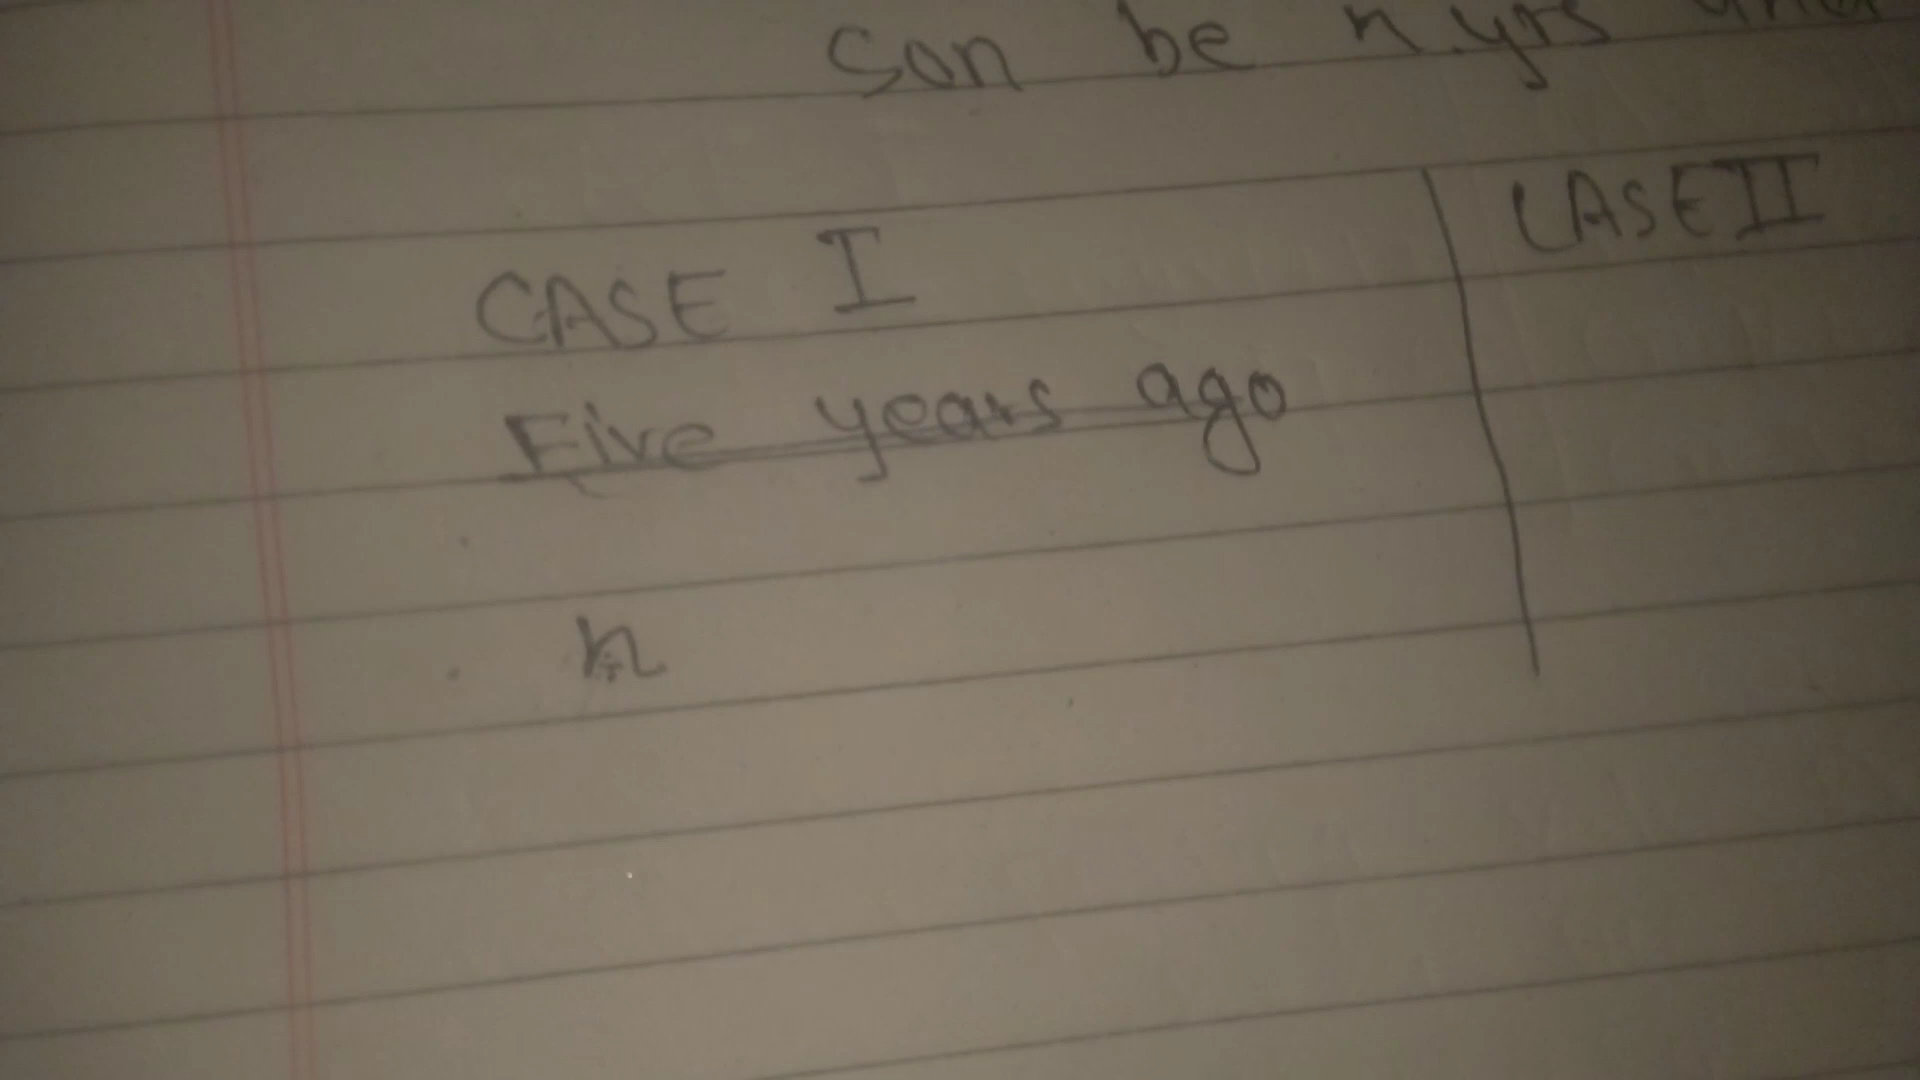 Son be x yrs
CASE I
CASE II
Five years ago
x